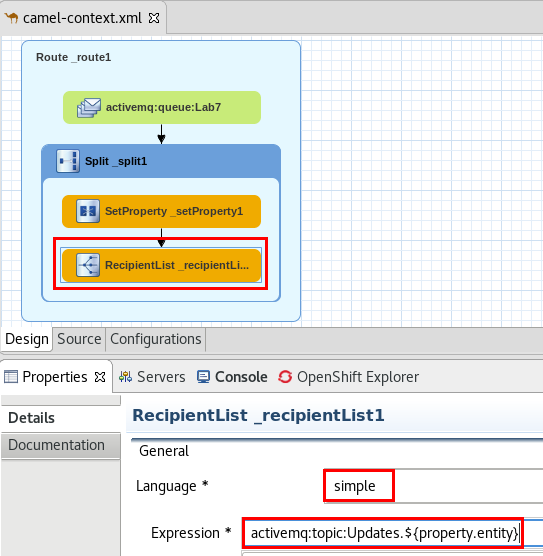 camel-context.xml
Route _route1
activemq:queue:Lab7
Split _split1
SetProperty _setProperty1
RecipientList _recipientLi...
Design Source Configurations
Properties Servers Console OpenShift Explorer
Details
Documentation
RecipientList _recipientList1
General
Language * simple
Expression * activemq:topic:Updates.${property.entity}